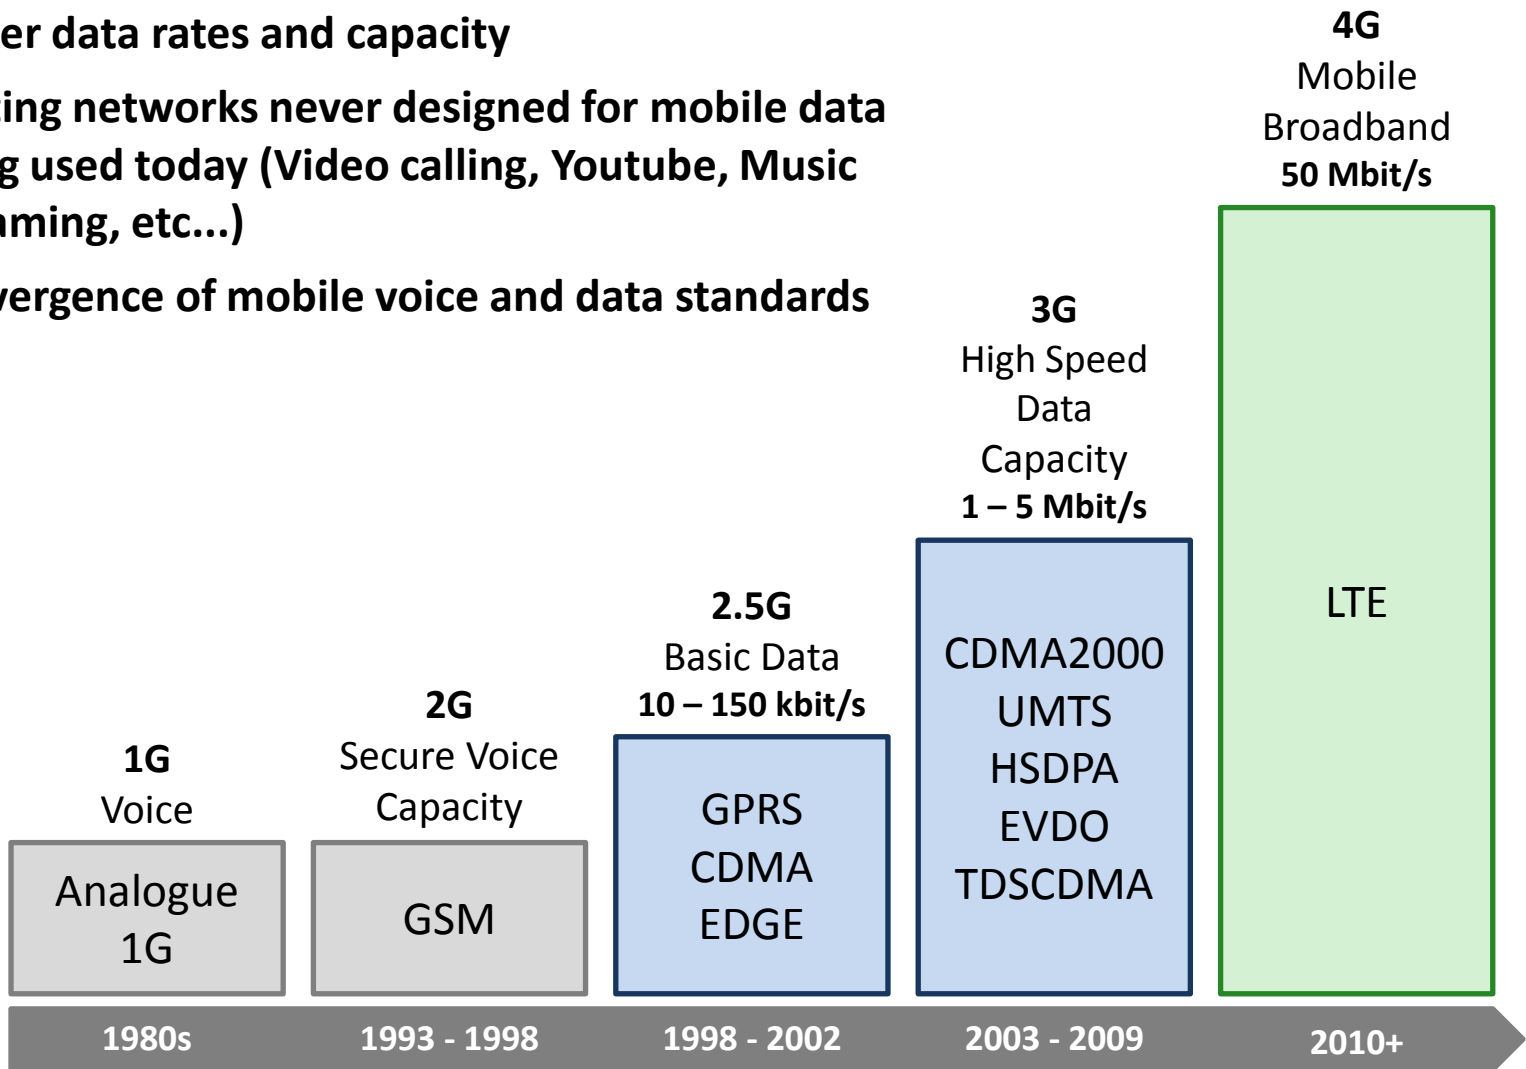 er data rates and capacity
ting networks never designed for mobile data
g used today (Video calling, Youtube, Music
aming, etc...)
vergence of mobile voice and data standards
4G
Mobile
Broadband
50 Mbit/s
3G
High Speed
Data
Capacity
1 – 5 Mbit/s
2.5G
Basic Data
10 – 150 kbit/s
2G
Secure Voice
Capacity
1G
Voice
Analogue
1G
GSM
GPRS
CDMA
EDGE
CDMA2000
UMTS
HSDPA
EVDO
TDSCDMA
LTE
1980s
1993 - 1998
1998 - 2002
2003 - 2009
2010+